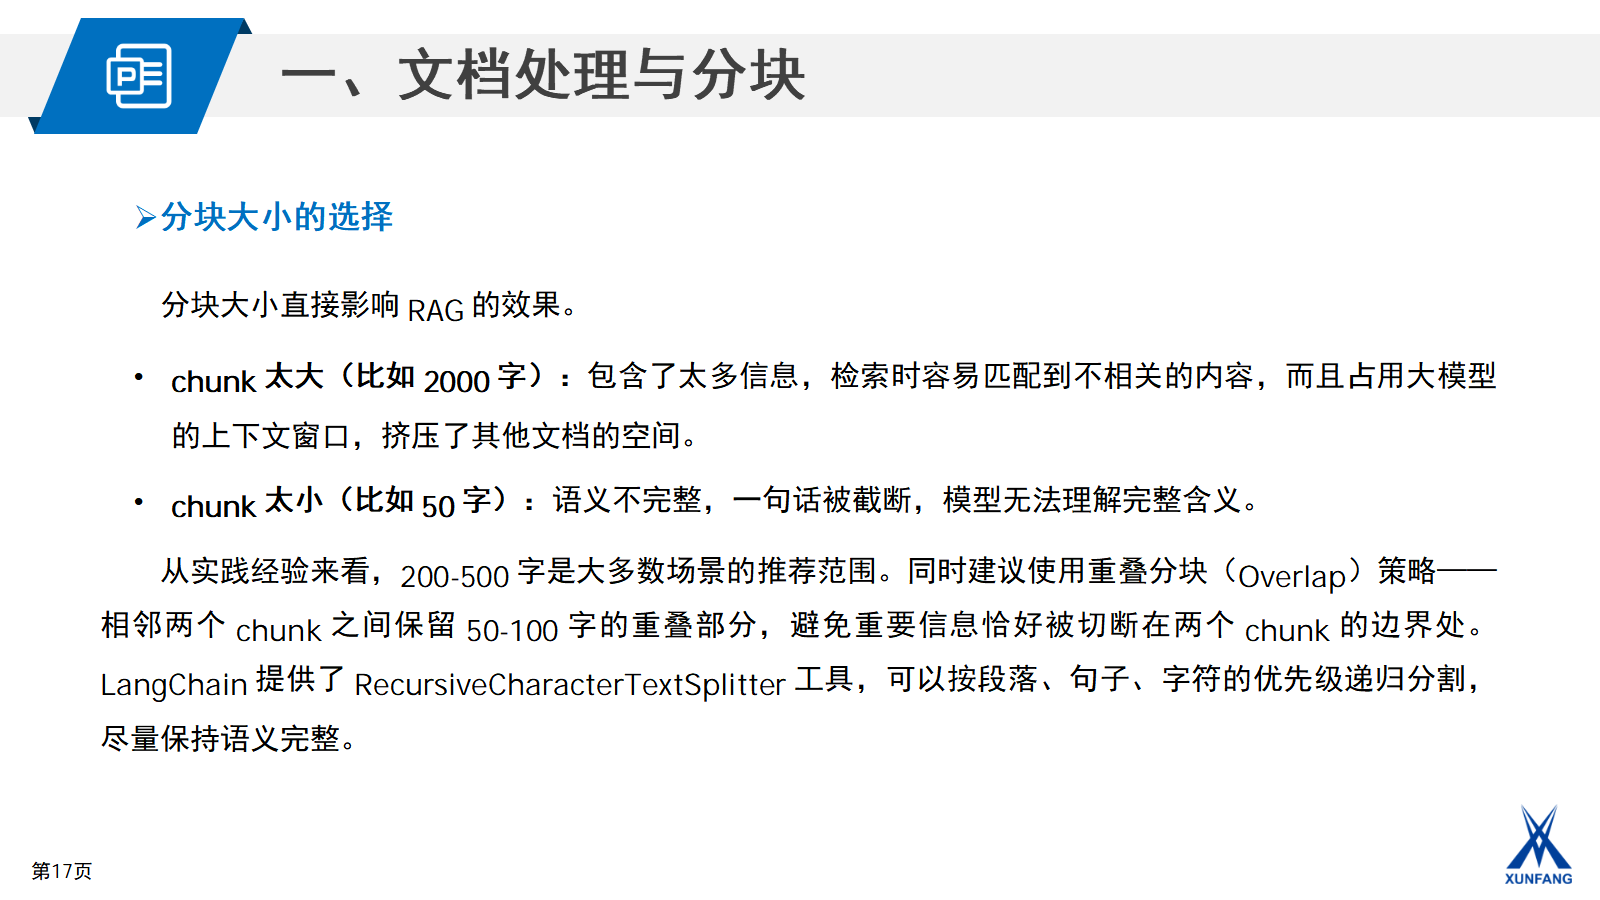 一、文档处理与分块
➢分块大小的选择
分块大小直接影响 RAG 的效果。
• chunk 太大（比如 2000 字）：包含了太多信息，检索时容易匹配到不相关的内容，而且占用大模型
的上下文窗口，挤压了其他文档的空间。
• chunk 太小（比如 50 字）：语义不完整，一句话被截断，模型无法理解完整含义。
从实践经验来看，200-500 字是大多数场景的推荐范围。同时建议使用重叠分块（Overlap）策略——
相邻两个 chunk 之间保留 50-100 字的重叠部分，避免重要信息恰好被切断在两个 chunk 的边界处。
LangChain 提供了 RecursiveCharacterTextSplitter 工具，可以按段落、句子、字符的优先级递归分割，
尽量保持语义完整。
第17页
XUNFANG